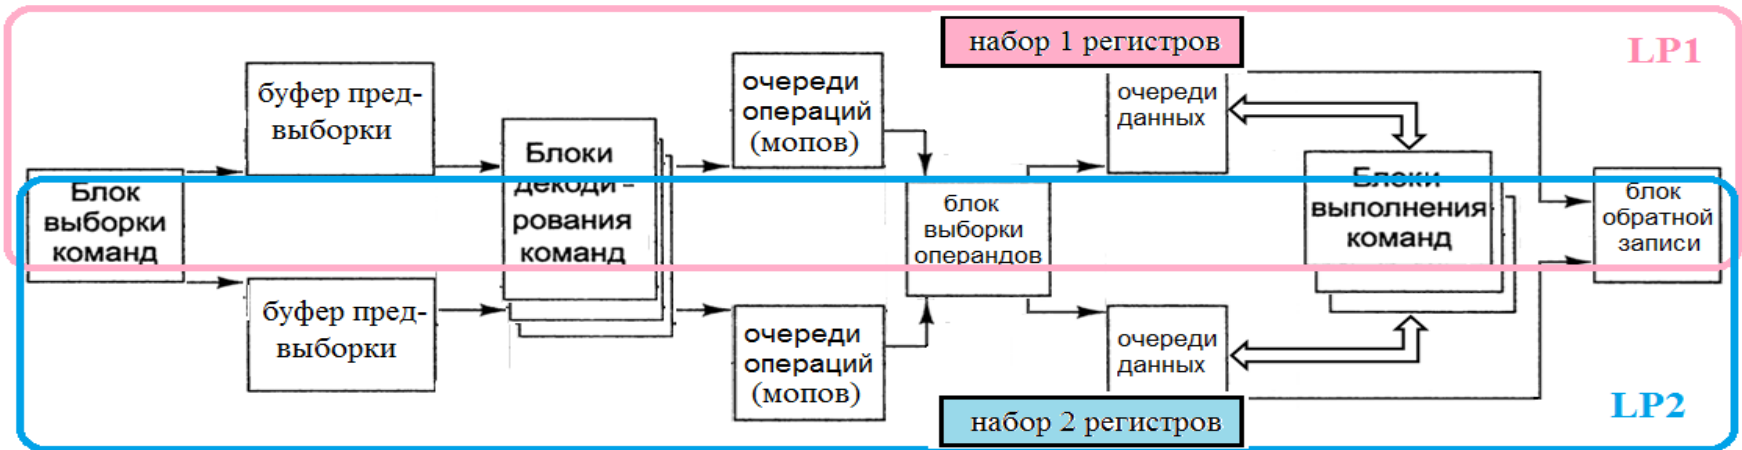 набор 1 регистров
LP1
буфер пред-
выборки
очереди
операций
(мопов)
очереди
данных
Блоки
декоди -
рования
команд
Блок
выборки
команд
блок
выборки
операндов
Блоки
выполнения
команд
блок
обратной
записи
буфер пред-
выборки
очереди
операций
(мопов)
очереди
данных
набор 2 регистров
LP2